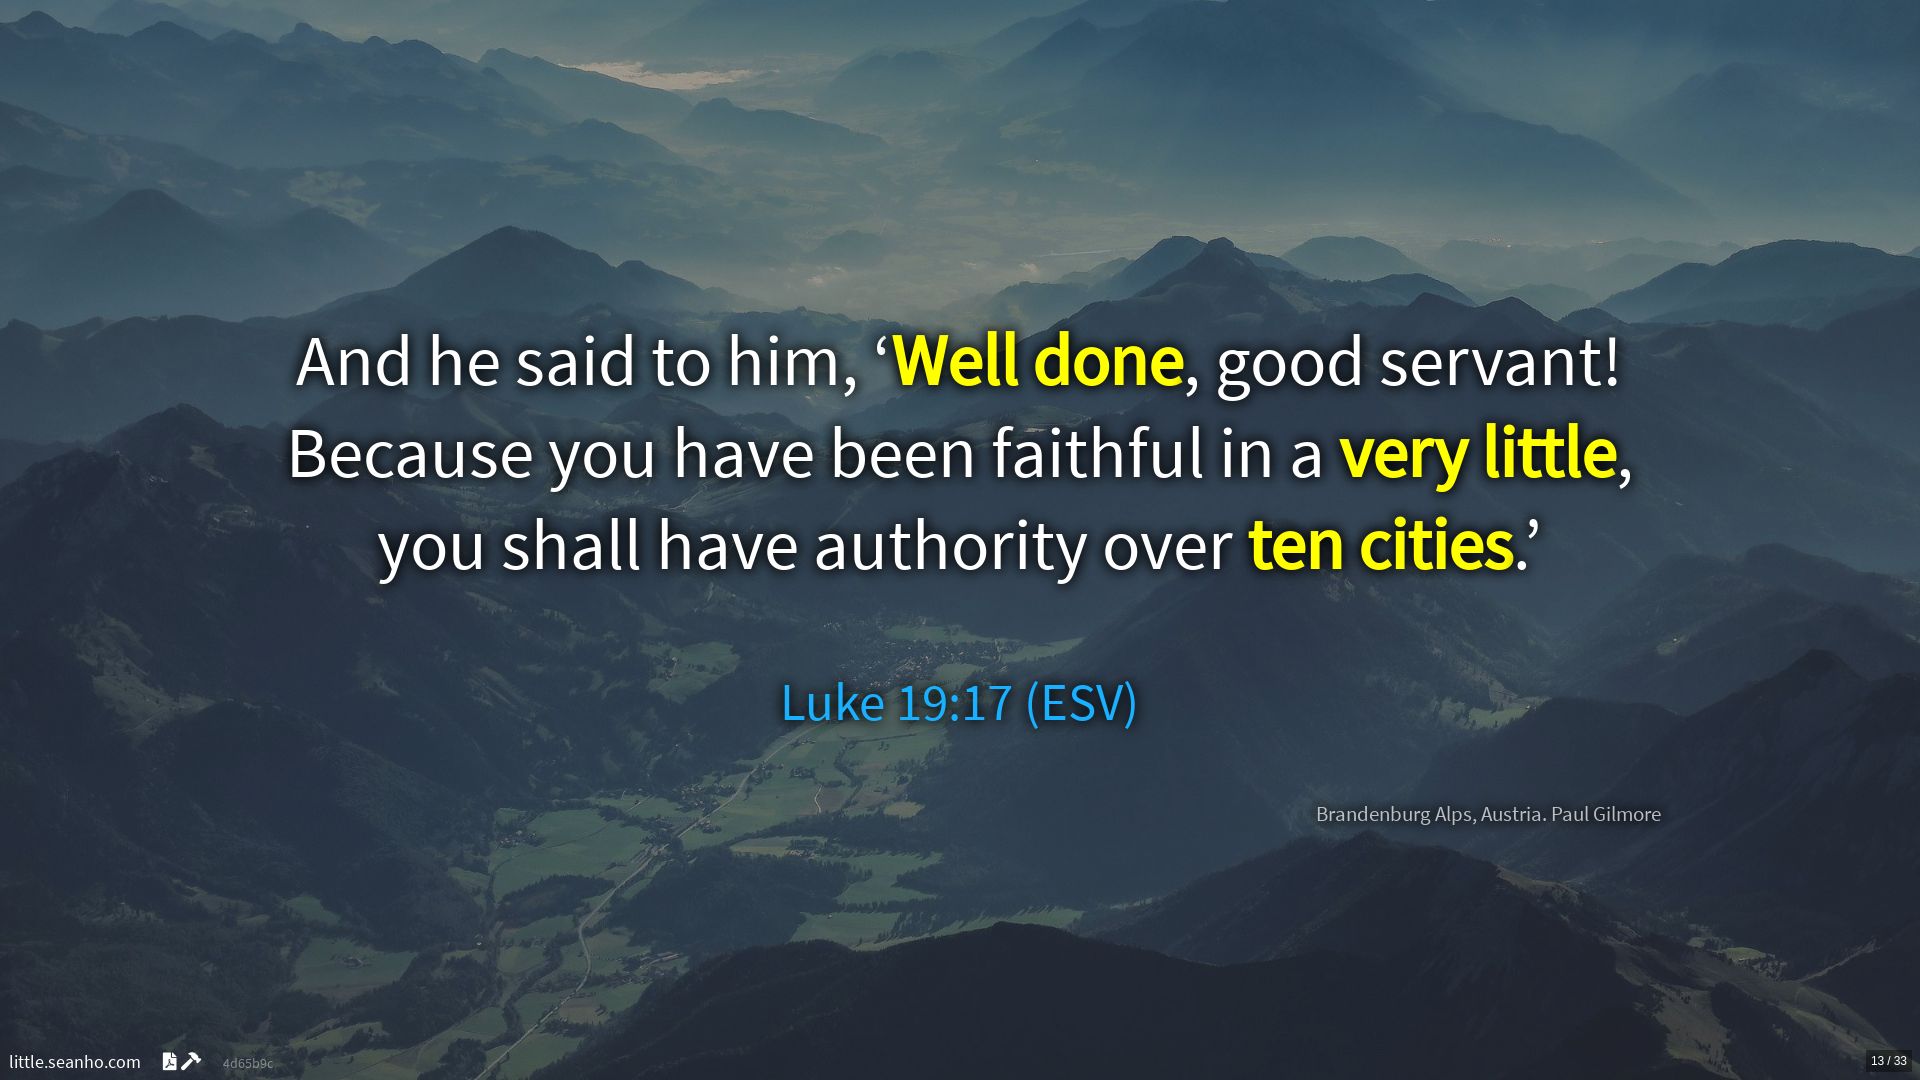 And he said to him, ‘Well done, good servant!
Because you have been faithful in a very little,
you shall have authority over ten cities.’
Luke 19:17 (ESV)
Brandenburg Alps, Austria. Paul Gilmore
little.seanho.com
4d65b9c
13 / 33